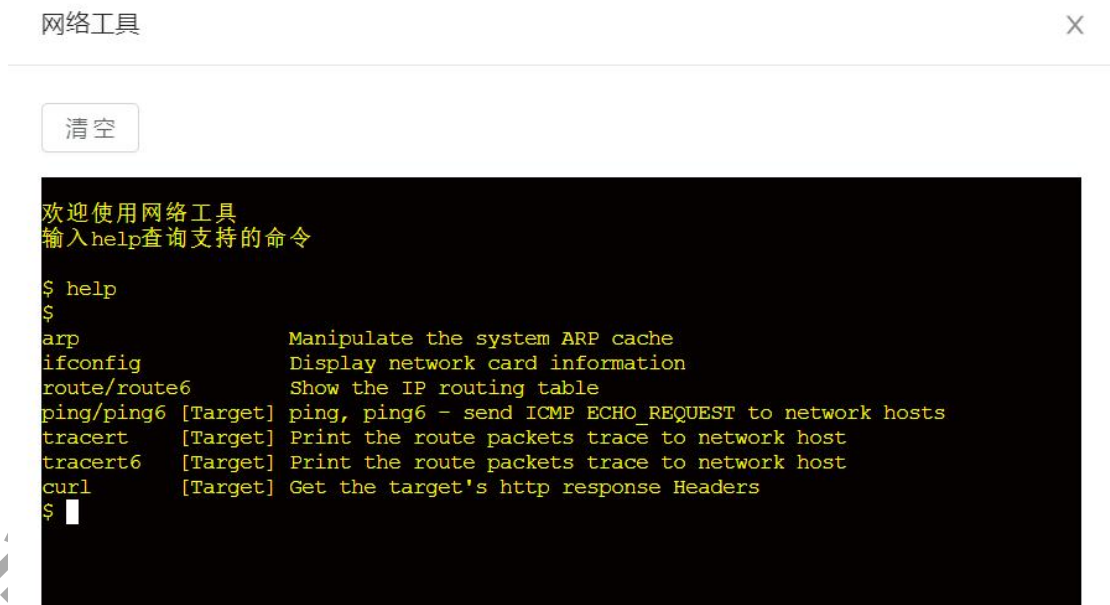 网络工具
X
清空
欢迎使用网络工具
输入help查询支持的命令
$ help
$
arp Manipulate the system ARP cache
ifconfig Display network card information
route/route6 Show the IP routing table
ping/ping6 [Target] ping, ping6 - send ICMP ECHO_REQUEST to network hosts
tracert [Target] Print the route packets trace to network host
tracert6 [Target] Print the route packets trace to network host
curl [Target] Get the target's http response Headers
$